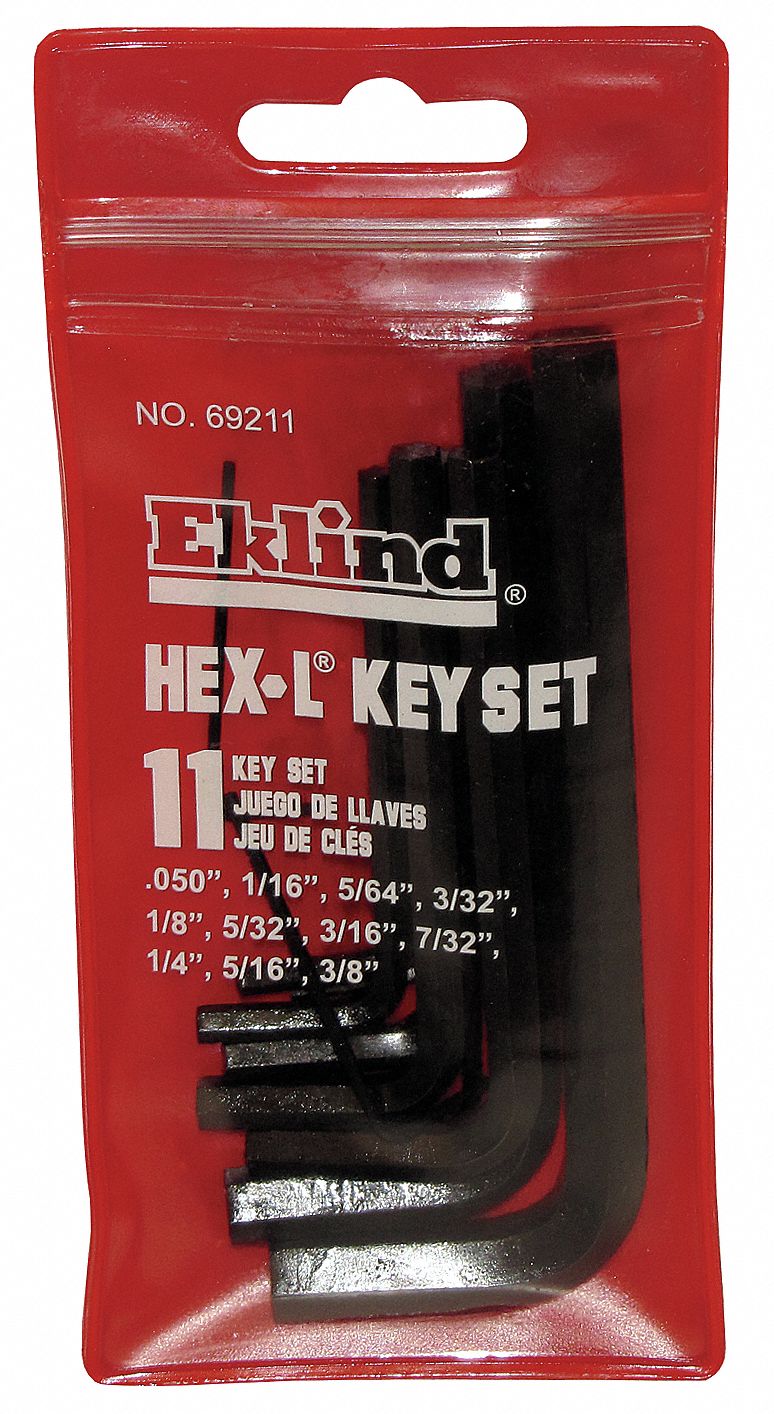 NO. 69211
Eklind®
HEX•L® KEY SET
11 KEY SET
JUEGO DE LLAVES
JEU DE CLÉS
.050”, 1/16”, 5/64”, 3/32”,
1/8”, 5/32”, 3/16”, 7/32”,
1/4”, 5/16”, 3/8”